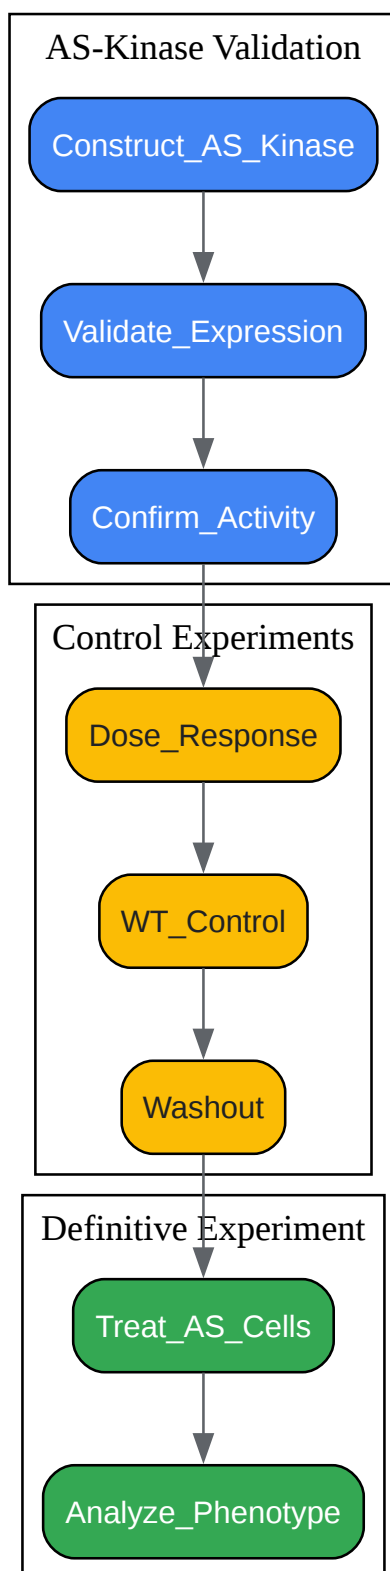 AS-Kinase Validation
Construct_AS_Kinase
Validate_Expression
Confirm_Activity
Control Experiments
Dose_Response
WT_Control
Washout
Definitive Experiment
Treat_AS_Cells
Analyze_Phenotype